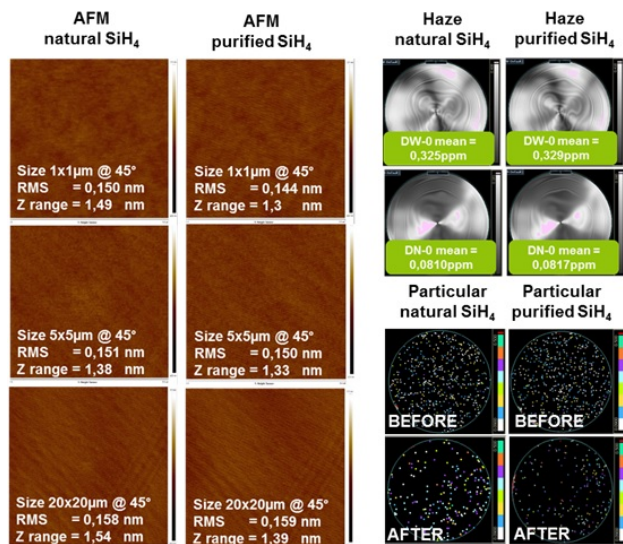 AFM
natural SiH₄
AFM
purified SiH₄
Size 1x1µm @ 45°
RMS = 0,150 nm
Z range = 1,49 nm
Size 1x1µm @ 45°
RMS = 0,144 nm
Z range = 1,3 nm
Size 5x5µm @ 45°
RMS = 0,151 nm
Z range = 1,38 nm
Size 5x5µm @ 45°
RMS = 0,150 nm
Z range = 1,33 nm
Size 20x20µm @ 45°
RMS = 0,158 nm
Z range = 1,54 nm
Size 20x20µm @ 45°
RMS = 0,159 nm
Z range = 1,39 nm
Haze
natural SiH₄
Haze
purified SiH₄
DW-0 mean =
0,325ppm
DW-0 mean =
0,329ppm
DN-0 mean =
0,0810ppm
DN-0 mean =
0,0817ppm
Particular
natural SiH₄
Particular
purified SiH₄
BEFORE
BEFORE
AFTER
AFTER